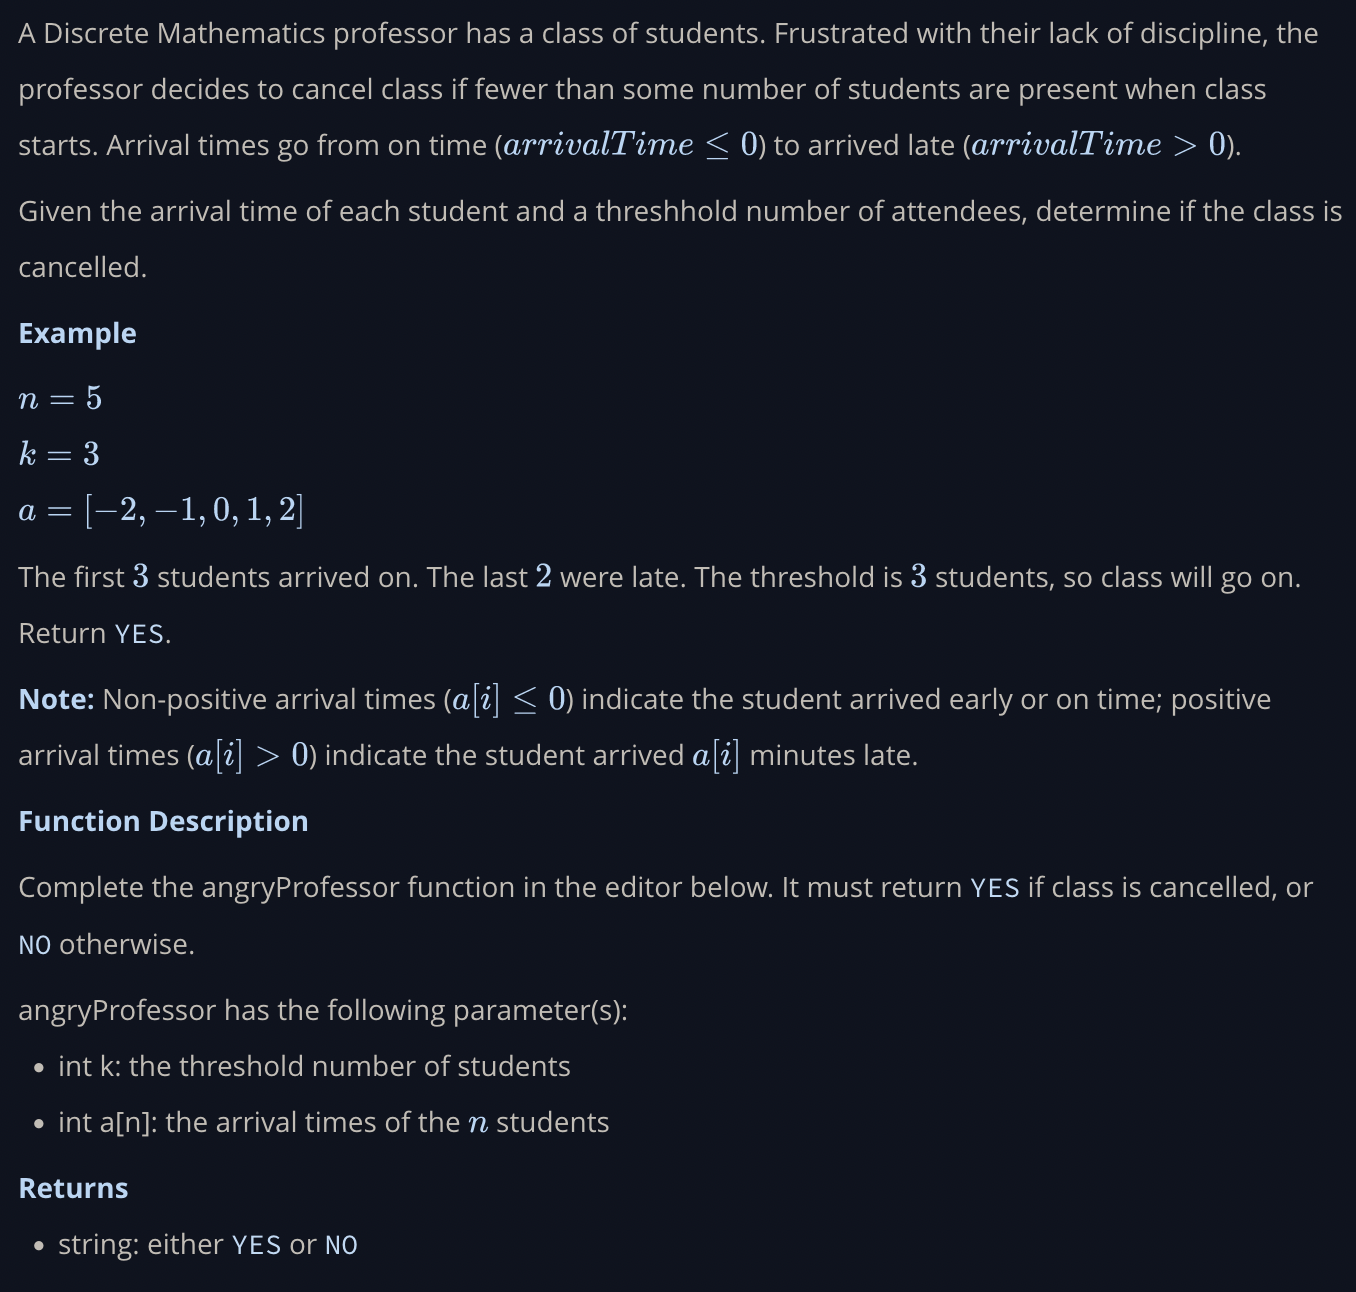 A Discrete Mathematics professor has a class of students. Frustrated with their lack of discipline, the
professor decides to cancel class if fewer than some number of students are present when class
starts. Arrival times go from on time (arrivalTime ≤ 0) to arrived late (arrivalTime > 0).
Given the arrival time of each student and a threshhold number of attendees, determine if the class is
cancelled.
Example
n = 5
k = 3
a = [−2, −1, 0, 1, 2]
The first 3 students arrived on. The last 2 were late. The threshold is 3 students, so class will go on.
Return YES.
Note: Non-positive arrival times (a[i] ≤ 0) indicate the student arrived early or on time; positive
arrival times (a[i] > 0) indicate the student arrived a[i] minutes late.
Function Description
Complete the angryProfessor function in the editor below. It must return YES if class is cancelled, or
NO otherwise.
angryProfessor has the following parameter(s):
• int k: the threshold number of students
• int a[n]: the arrival times of the n students
Returns
• string: either YES or NO